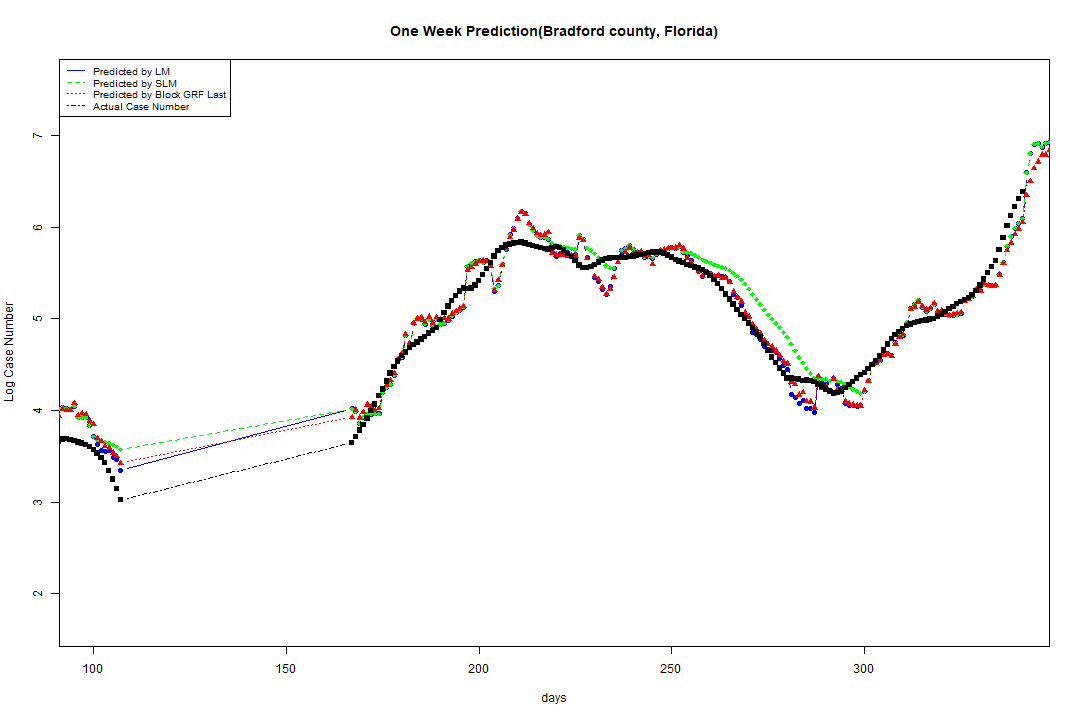 One Week Prediction(Bradford county, Florida)
Predicted by LM
Predicted by SLM
Predicted by Block GRF Last
Actual Case Number
7
6
5
4
3
2
Log Case Number
100 150 200 250 300
days